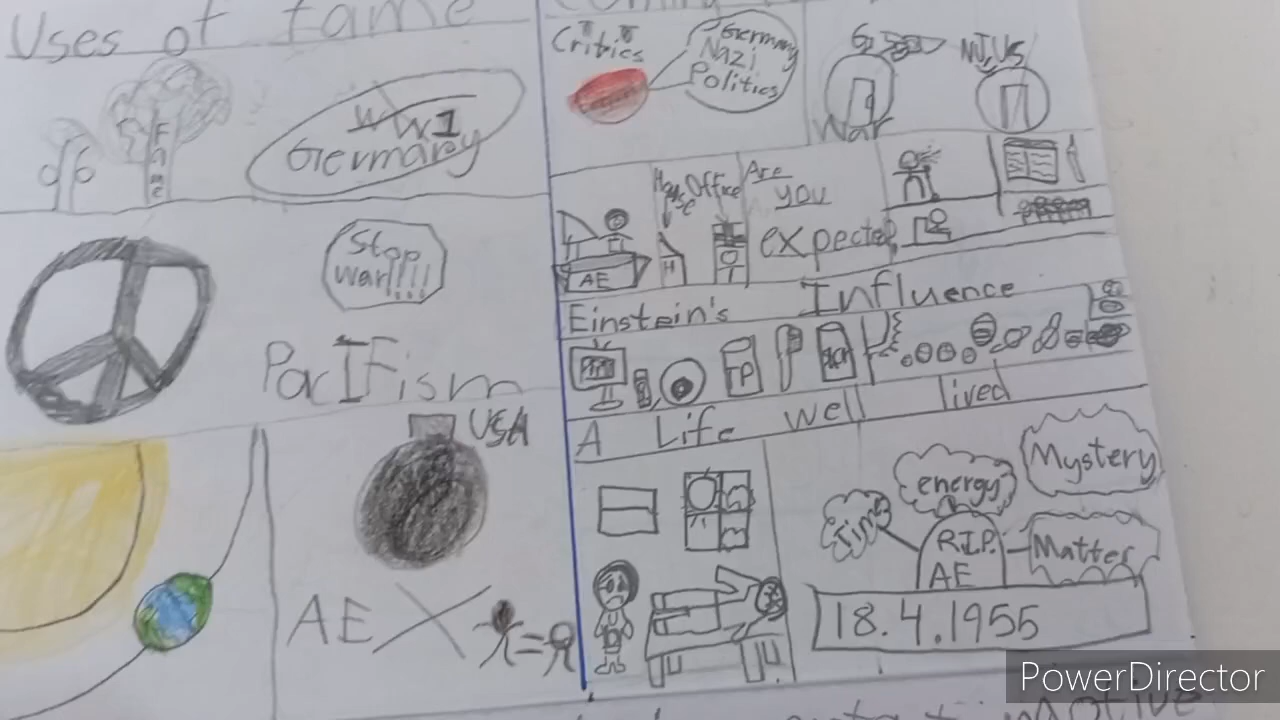 Uses of fame
Fame
WW1
Germany
Stop
war!!!!
PacIFism
USA
AE
Critics
Germany
Nazi
Politics
G
War
NJ, US
House
Office
AE
H
Are
you
expected
Einstein's Influence
TP
A Life well lived
energy
Mystery
Time
R.I.P.
AE
Matter
18.4.1955
PowerDirector